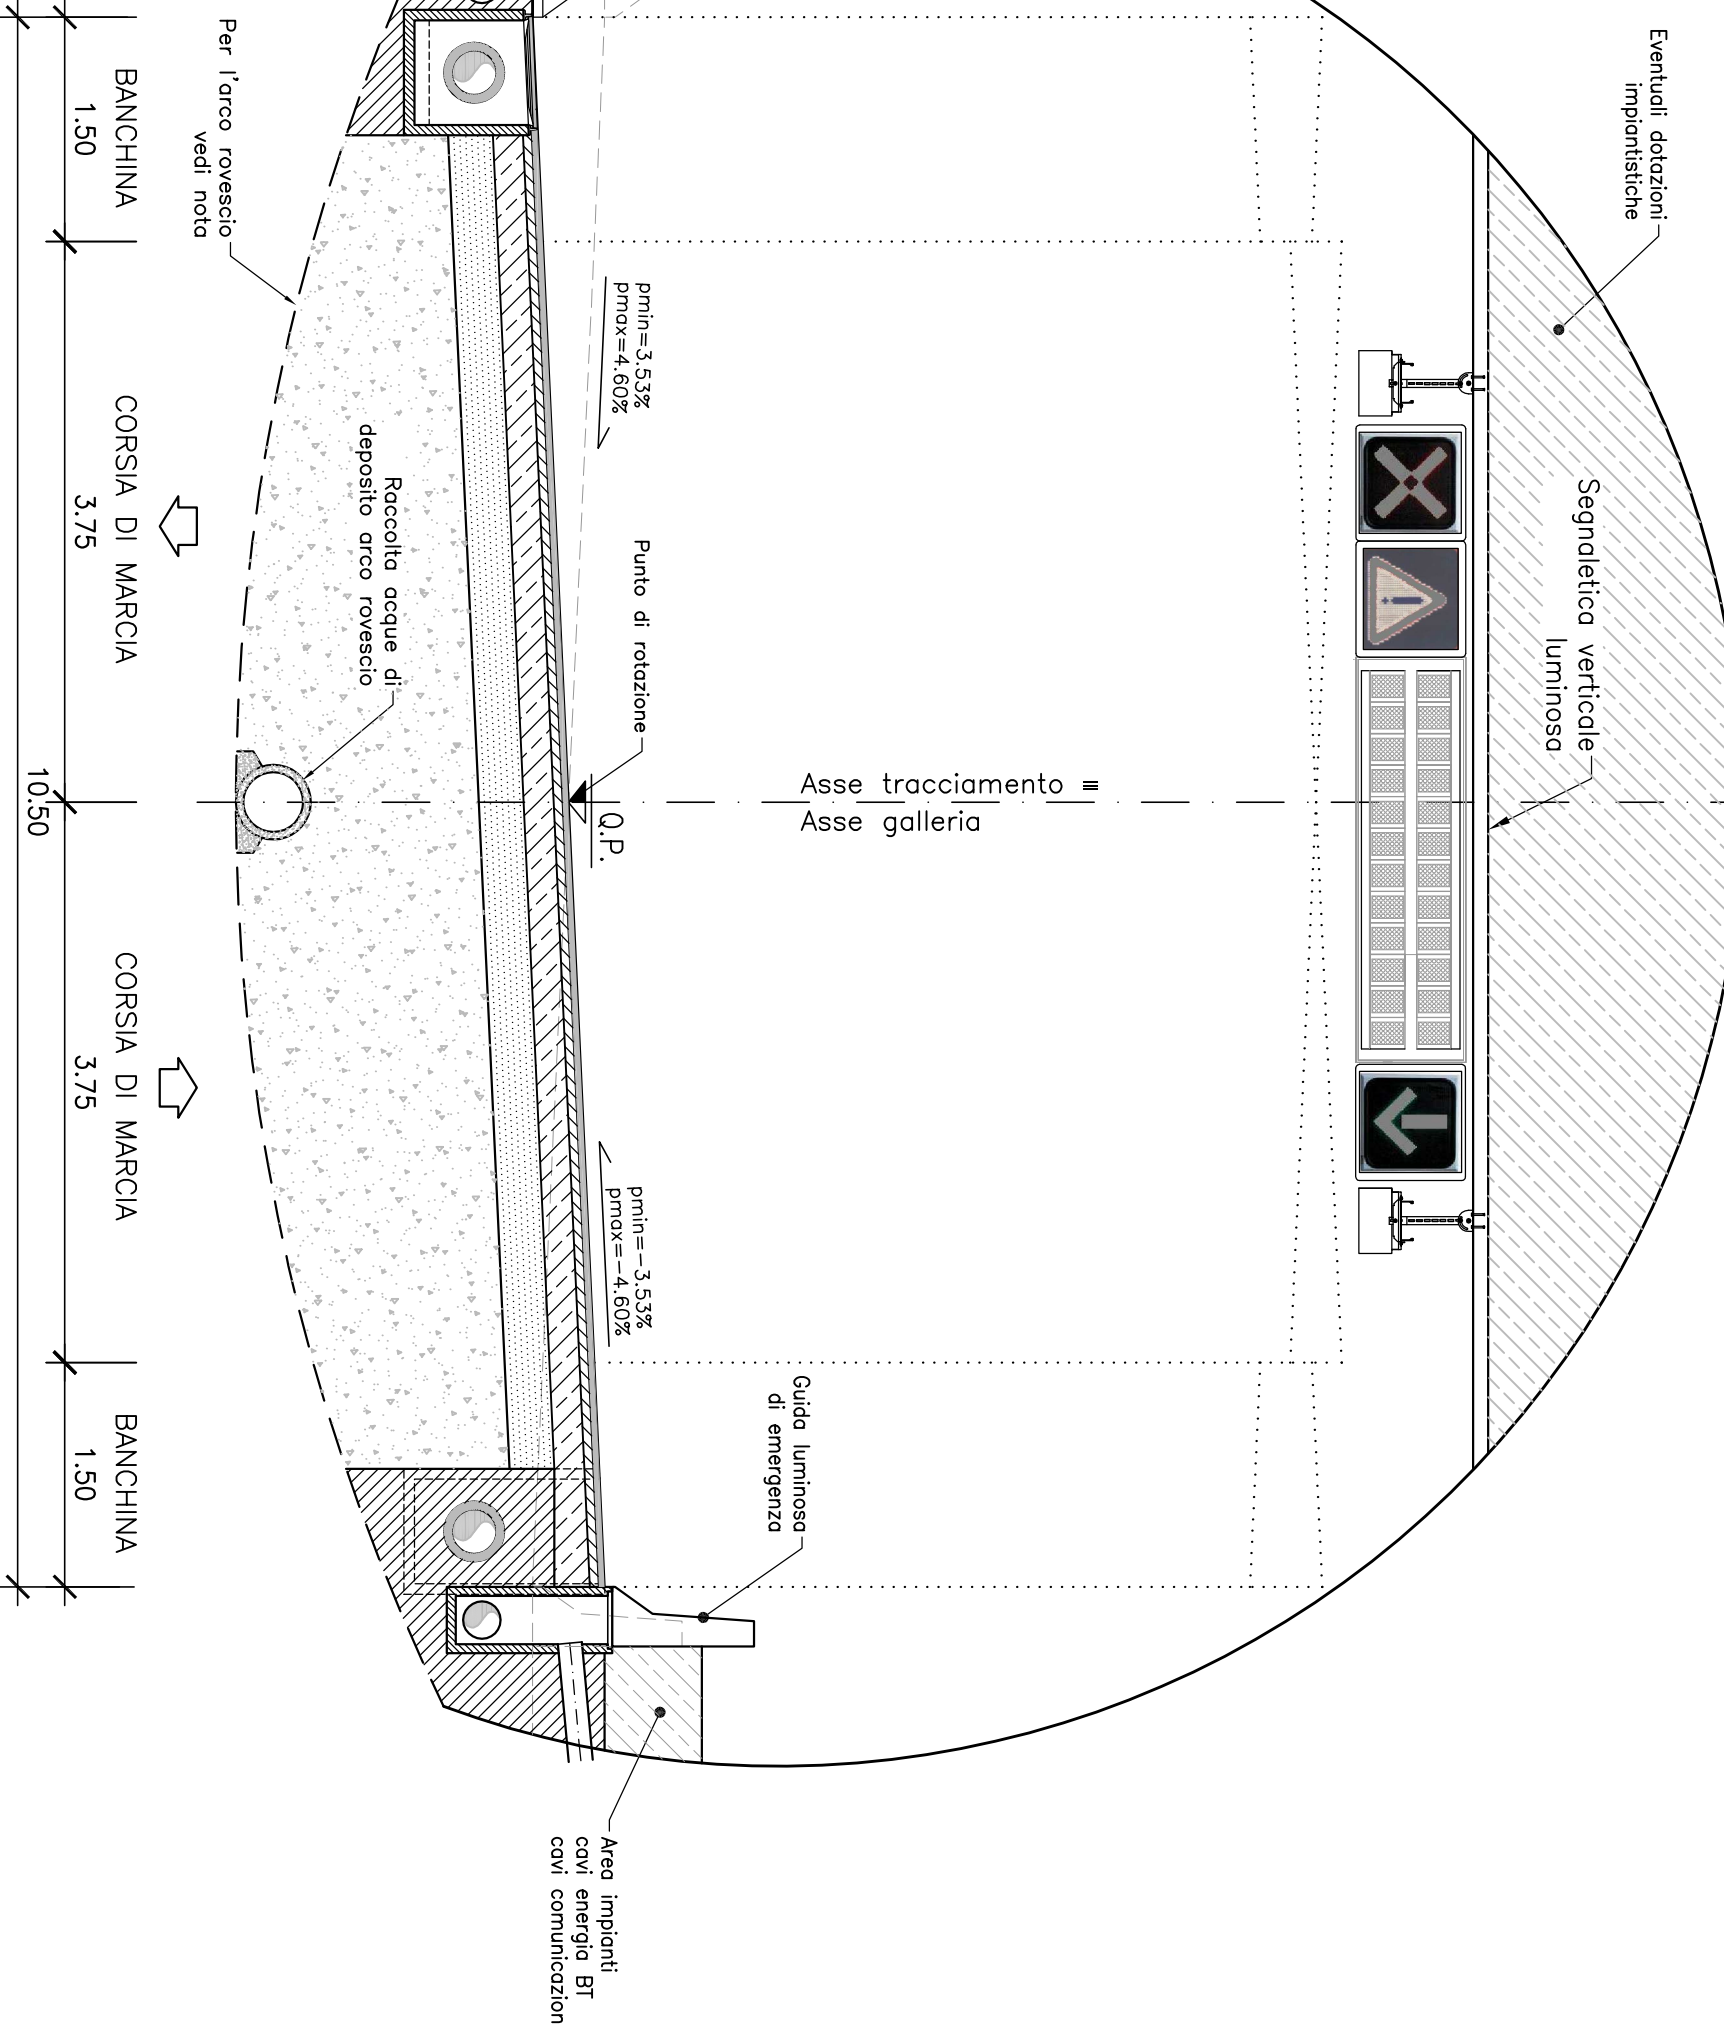 Eventuali dotazioni
impiantistiche
Segnaletica verticale
luminosa
Asse tracciamento ≡
Asse galleria
pmin=3.53%
pmax=4.60%
Punto di rotazione
Q.P.
pmin=-3.53%
pmax=-4.60%
Guida luminosa
di emergenza
Area impianti
cavi energia BT
cavi comunicazion
Raccolta acque di
deposito arco rovescio
Per l'arco rovescio
vedi nota
BANCHINA
CORSIA DI MARCIA
CORSIA DI MARCIA
BANCHINA
1.50
3.75
3.75
1.50
10.50